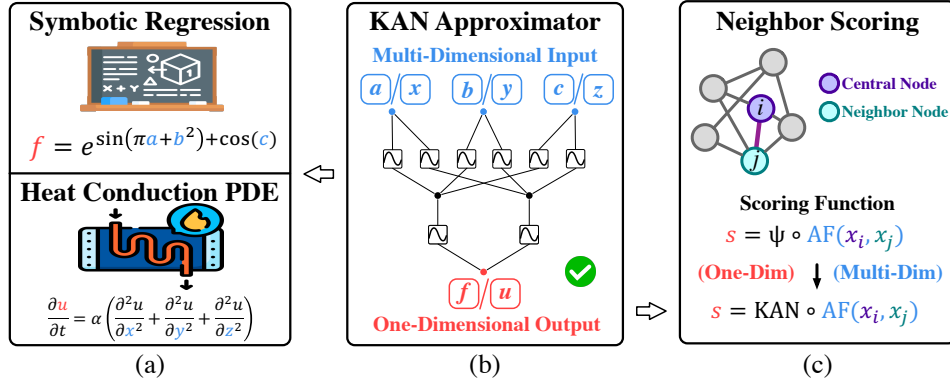 Symbotic Regression
X + Y
1
f = e^{sin(πa+b²)+cos(c)}
Heat Conduction PDE
∂u/∂t = α(∂²u/∂x² + ∂²u/∂y² + ∂²u/∂z²)
(a)
KAN Approximator
Multi-Dimensional Input
a / x b / y c / z
f / u
One-Dimensional Output
(b)
Neighbor Scoring
i
Central Node
Neighbor Node
j
Scoring Function
s = ψ ∘ AF(x_i, x_j)
(One-Dim) (Multi-Dim)
s = KAN ∘ AF(x_i, x_j)
(c)